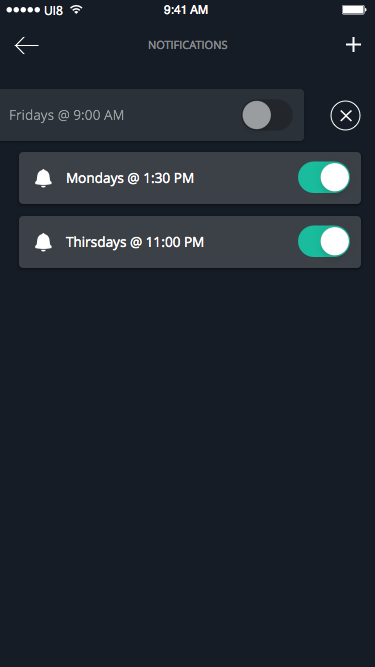 UI8 9:41 AM
NOTIFICATIONS
Fridays @ 9:00 AM
Mondays @ 1:30 PM
Thirsdays @ 11:00 PM